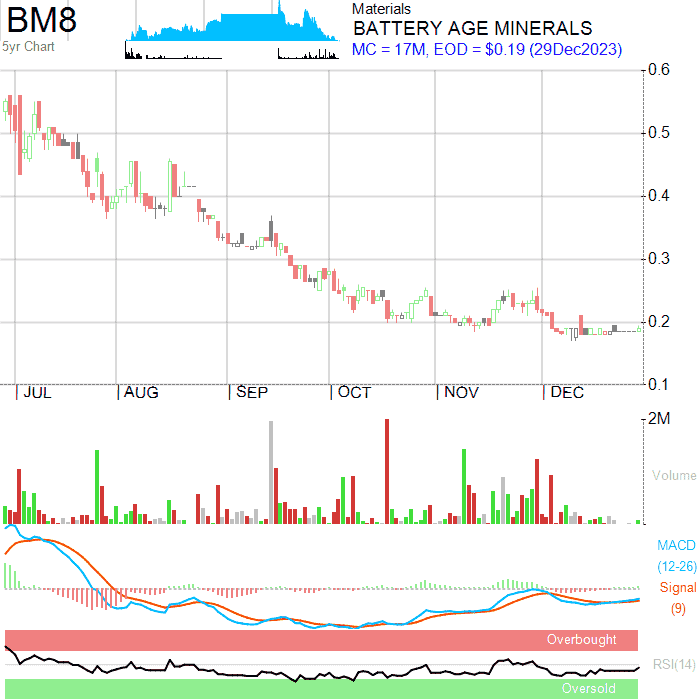 BM8
5yr Chart
Materials
BATTERY AGE MINERALS
MC = 17M, EOD = $0.19 (29Dec2023)
0.6
0.5
0.4
0.3
0.2
0.1
JUL AUG SEP OCT NOV DEC
2M
Volume
MACD
(12-26)
Signal
(9)
Overbought
RSI(14)
Oversold